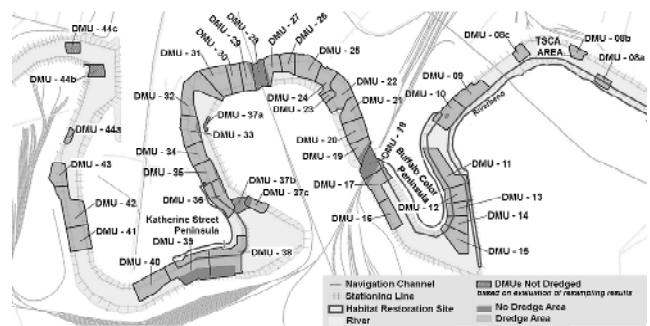 DMU - 44c
DMU - 44b
DMU - 44a
DMU - 43
DMU - 42
DMU - 41
DMU - 40
DMU - 39
DMU - 38
Katherine Street
Peninsula
DMU - 36
DMU - 35
DMU - 34
DMU - 33
DMU - 32
DMU - 31
DMU - 30
DMU - 29
DMU - 28
DMU - 27
DMU - 26
DMU - 25
DMU - 24
DMU - 23
DMU - 22
DMU - 21
DMU - 20
DMU - 19
DMU - 18
DMU - 17
DMU - 16
DMU - 37a
DMU - 37b
DMU - 37c
Buffalo Color
Peninsula
DMU - 15
DMU - 14
DMU - 13
DMU - 12
DMU - 11
DMU - 10
DMU - 09
DMU - 08c
TSCA
AREA
DMU - 08b
DMU - 08a
Riverbend
Navigation Channel
Stationing Line
Habitat Restoration Site
River
DMUs Not Dredged
based on evaluation of resampling results
No Dredge Area
Dredge Area